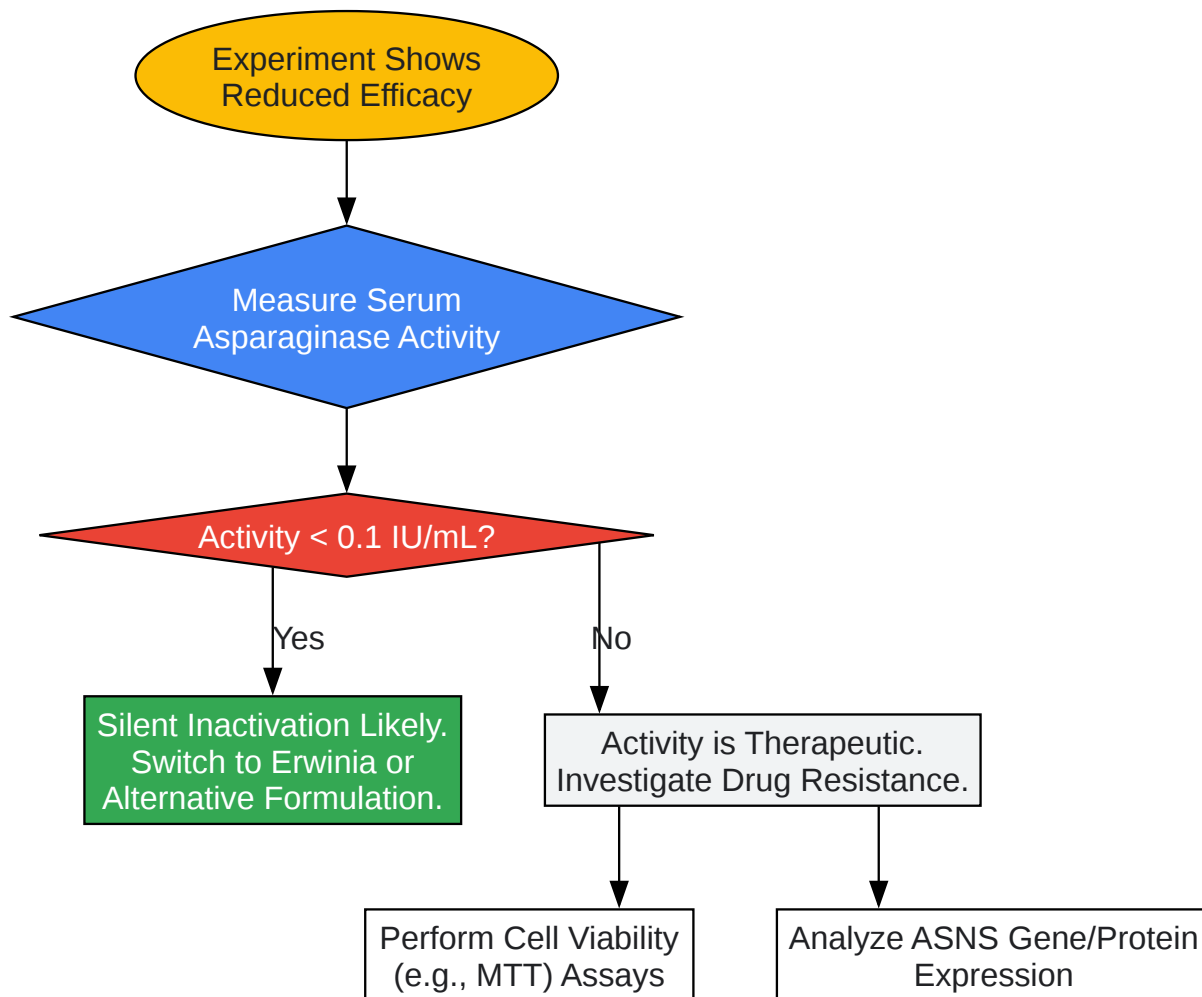 Experiment Shows
Reduced Efficacy
Measure Serum
Asparaginase Activity
Activity < 0.1 IU/mL?
Yes
No
Silent Inactivation Likely.
Switch to Erwinia or
Alternative Formulation.
Activity is Therapeutic.
Investigate Drug Resistance.
Perform Cell Viability
(e.g., MTT) Assays
Analyze ASNS Gene/Protein
Expression